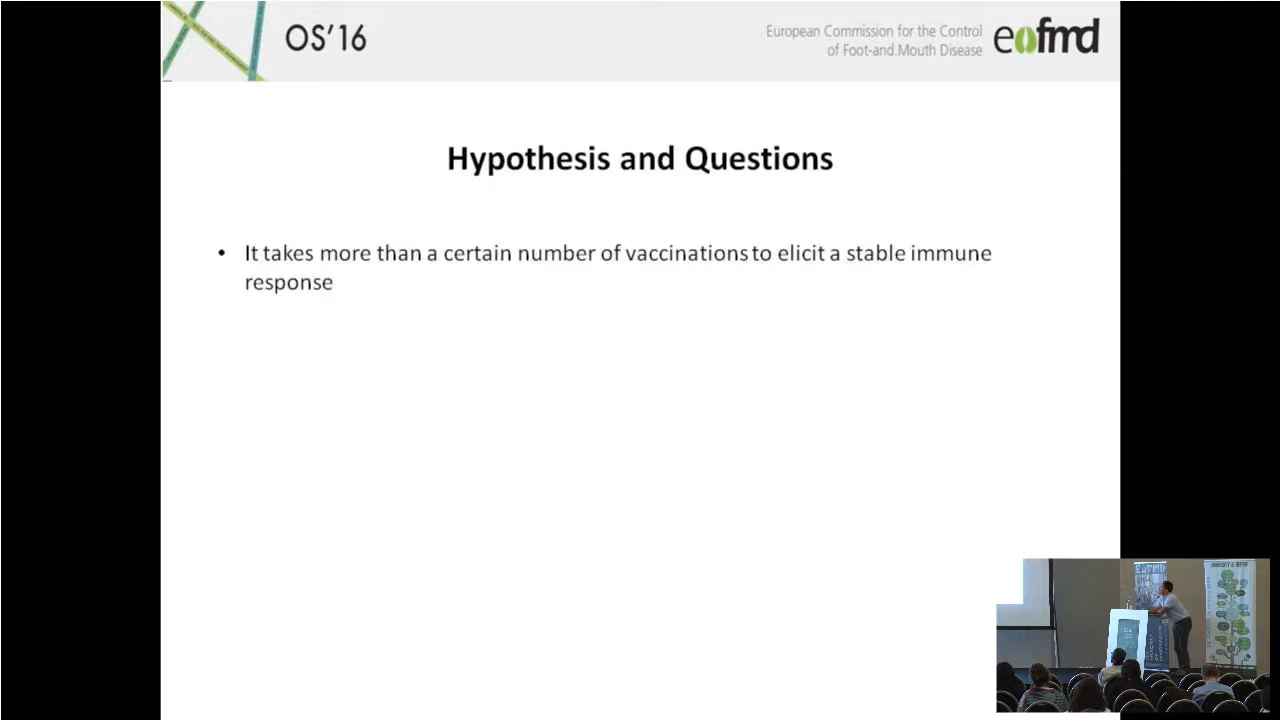 OS'16
European Commission for the Control
of Foot-and-Mouth Disease
eofmd
Hypothesis and Questions
• It takes more than a certain number of vaccinations to elicit a stable immune
response